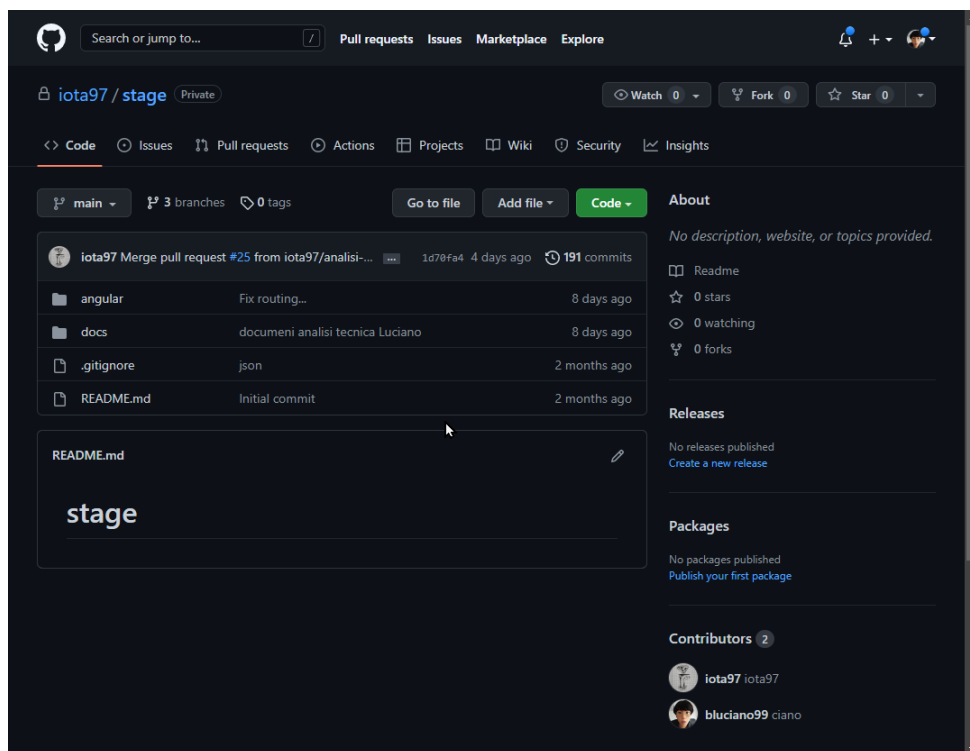 Search or jump to... /
Pull requests Issues Marketplace Explore
iota97 / stage Private
Watch 0 Fork 0 Star 0
Code Issues Pull requests Actions Projects Wiki Security Insights
main 3 branches 0 tags Go to file Add file Code
iota97 Merge pull request #25 from iota97/analisi-... ... 1d70fa4 4 days ago 191 commits
angular Fix routing... 8 days ago
docs documeni analisi tecnica Luciano 8 days ago
.gitignore json 2 months ago
README.md Initial commit 2 months ago
README.md
stage
About
No description, website, or topics provided.
Readme
0 stars
0 watching
0 forks
Releases
No releases published
Create a new release
Packages
No packages published
Publish your first package
Contributors 2
iota97 iota97
bluciano99 ciano